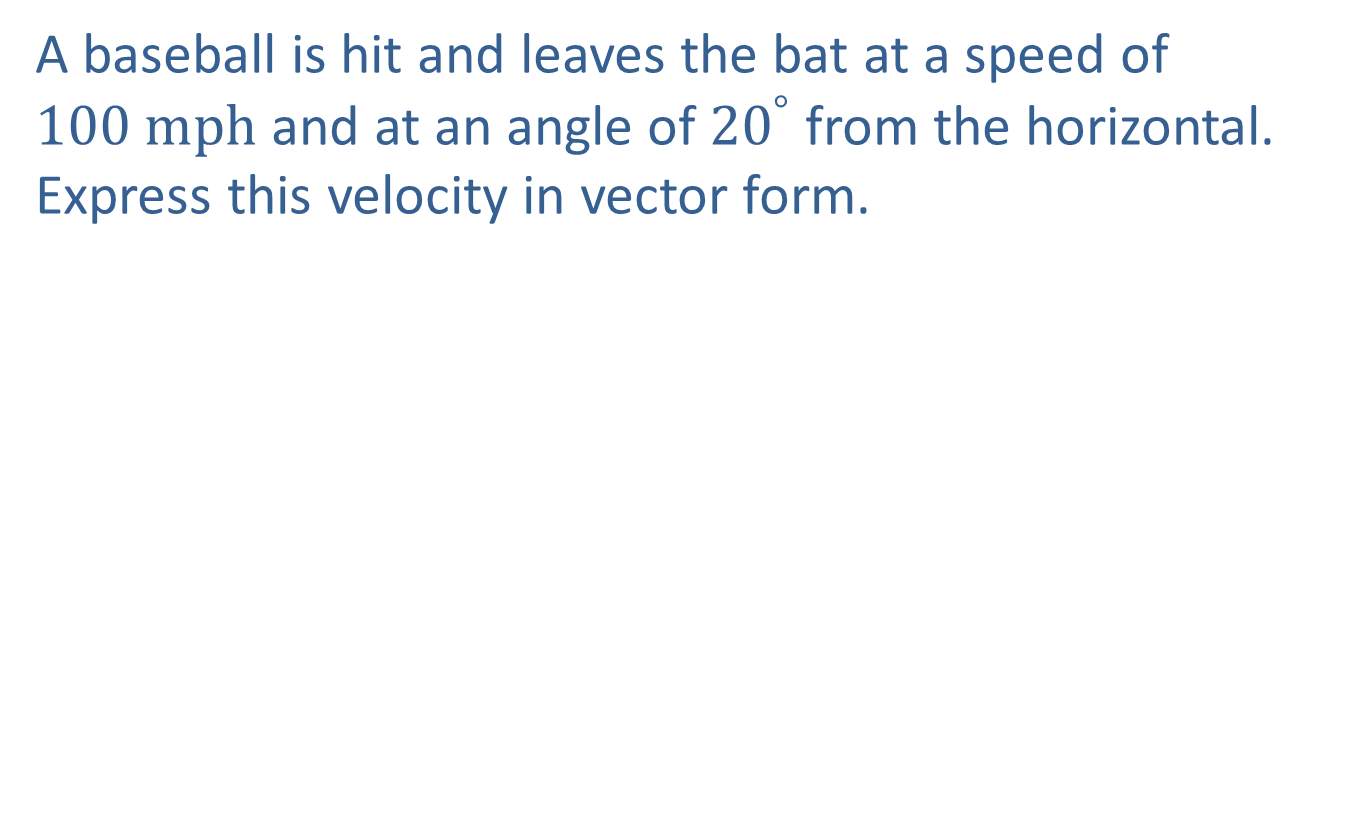 A baseball is hit and leaves the bat at a speed of
100 mph and at an angle of 20° from the horizontal.
Express this velocity in vector form.